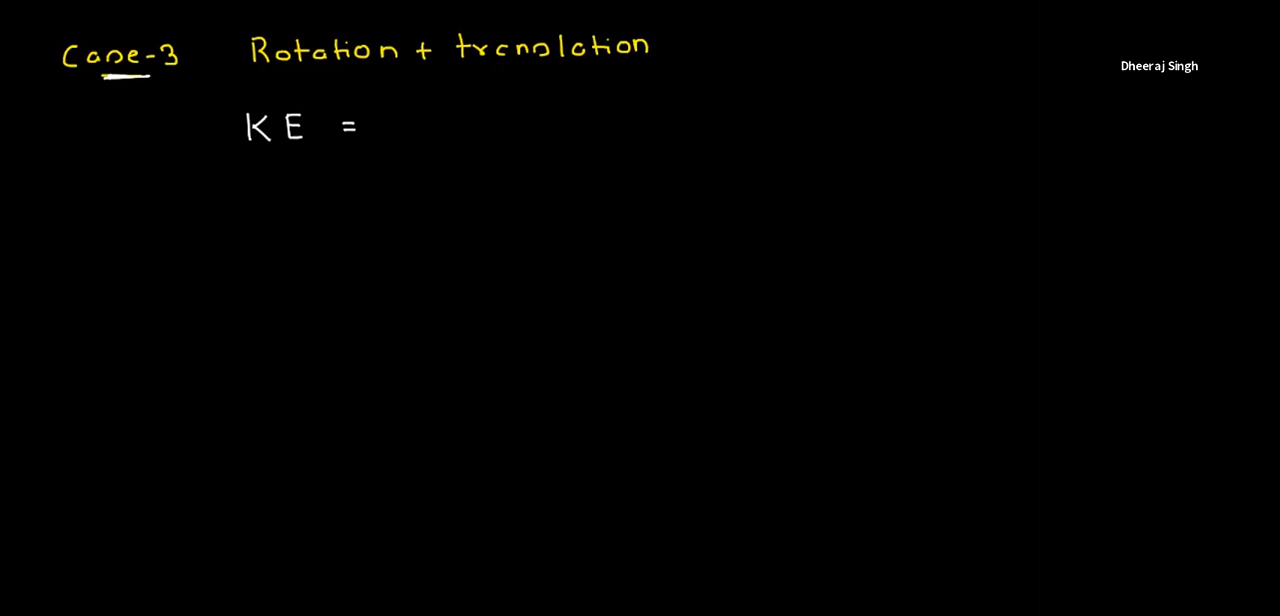 Case-3 Rotation + translation
Dheeraj Singh
KE =